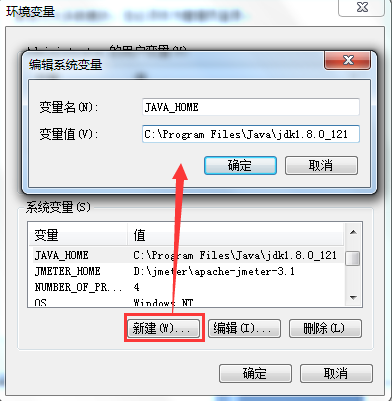 环境变量
的用户变量(U)
编辑系统变量
变量名(N): JAVA_HOME
变量值(V): C:\Program Files\Java\jdk1.8.0_121
确定 取消
系统变量(S)
变量 值
JAVA_HOME C:\Program Files\Java\jdk1.8.0_121
JMETER_HOME D:\jmeter\apache-jmeter-3.1
NUMBER_OF_PR... 4
OS Windows_NT
新建(W)... 编辑(I)... 删除(L)
确定 取消